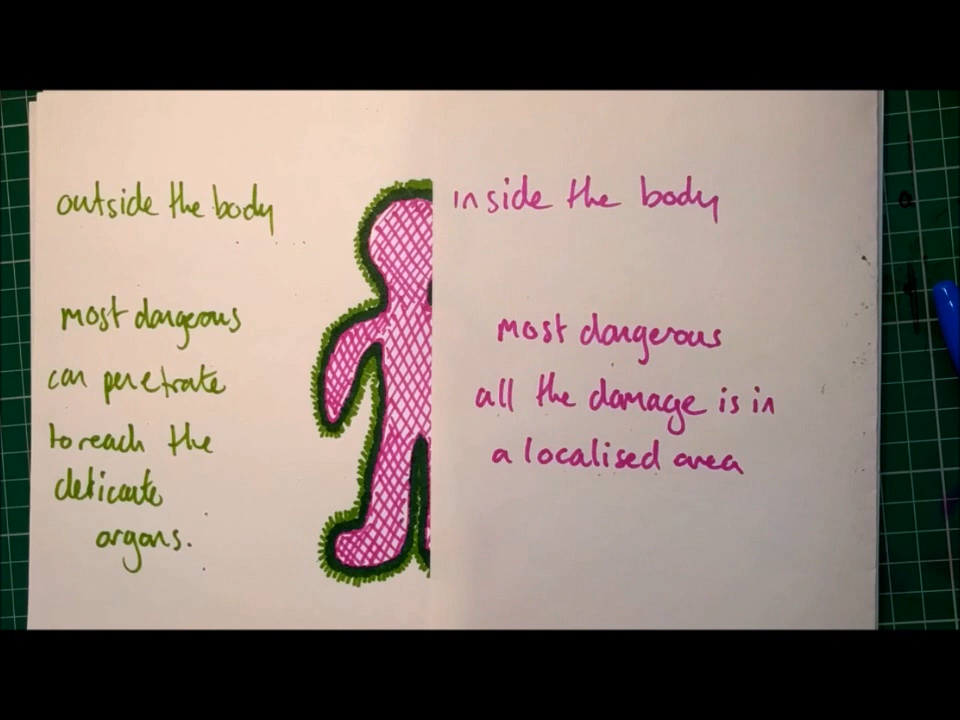 outside the body
most dangerous
can penetrate
to reach the
delicate
organs.
inside the body
most dangerous
all the damage is in
a localised area